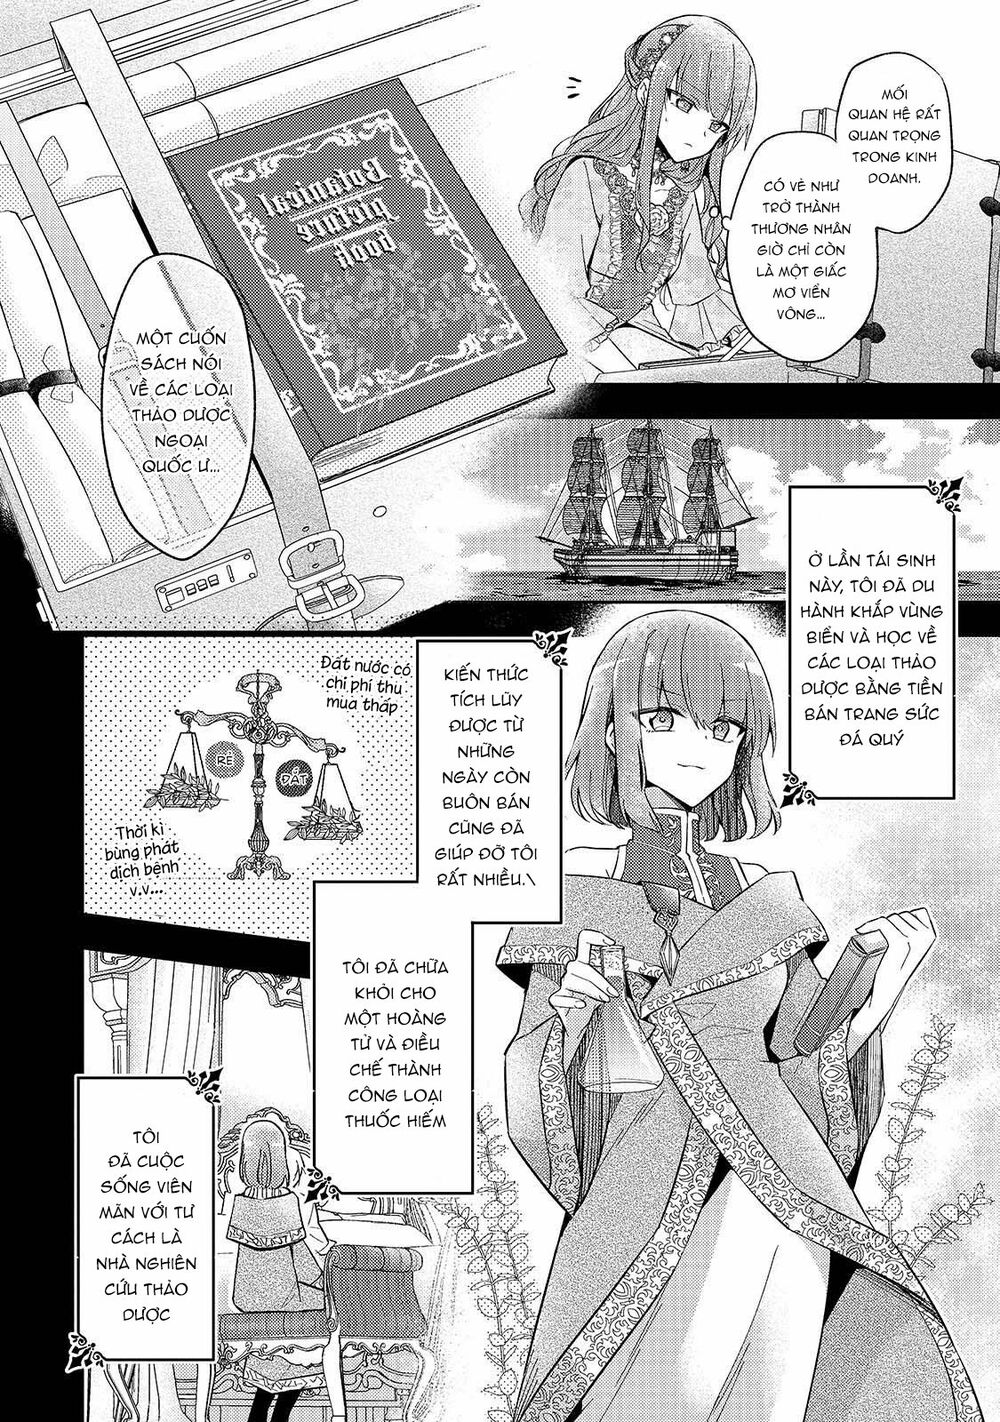 MỐI
QUAN HỆ RẤT
QUAN TRỌNG
TRONG KINH
DOANH.
CÓ VẺ NHƯ
TRỞ THÀNH
THƯƠNG NHÂN
GIỜ CHỈ CÒN
LÀ MỘT GIẤC
MƠ VIỂN
VÔNG...
Botanical
picture
book
MỘT CUỐN
SÁCH NÓI
VỀ CÁC LOẠI
THẢO DƯỢC
NGOẠI
QUỐC Ư...
Ở LẦN TÁI SINH
NÀY, TÔI ĐÃ DU
HÀNH KHẮP VÙNG
BIỂN VÀ HỌC VỀ
CÁC LOẠI THẢO
DƯỢC BẰNG TIỀN
BÁN TRANG SỨC
ĐÁ QUÝ
KIẾN THỨC
TÍCH LŨY
ĐƯỢC TỪ
NHỮNG
NGÀY CÒN
BUÔN BÁN
CŨNG ĐÃ
GIÚP ĐỠ TÔI
RẤT NHIỀU.\
Đất nước có
chi phí thu
mua thấp
RẺ
ĐẮT
Thời kì
bùng phát
dịch bệnh
v.v...
TÔI ĐÃ CHỮA
KHỎI CHO
MỘT HOÀNG
TỬ VÀ ĐIỀU
CHẾ THÀNH
CÔNG LOẠI
THUỐC HIẾM
TÔI
ĐÃ CUỘC
SỐNG VIÊN
MÃN VỚI TƯ
CÁCH LÀ
NHÀ NGHIÊN
CỨU THẢO
DƯỢC